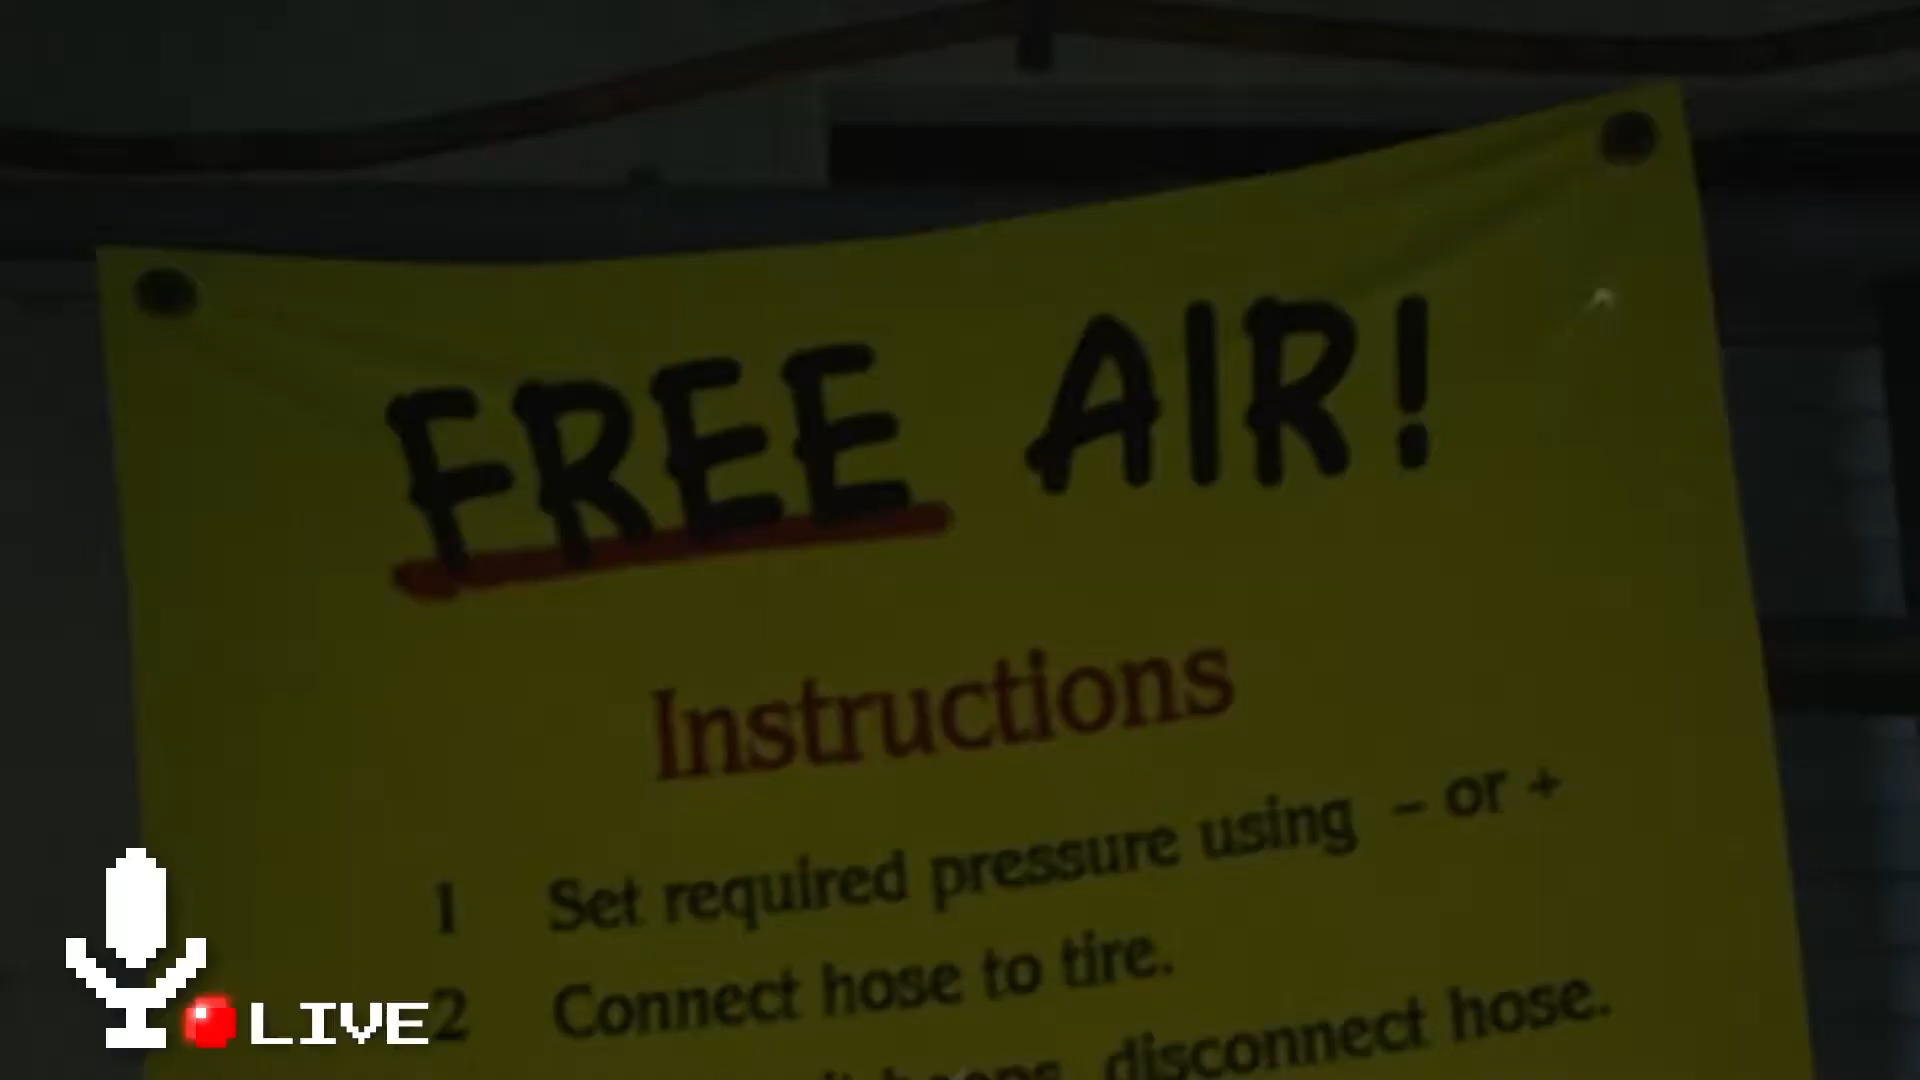 FREE AIR!
Instructions
1 Set required pressure using - or +
2 Connect hose to tire.
disconnect hose.
LIVE